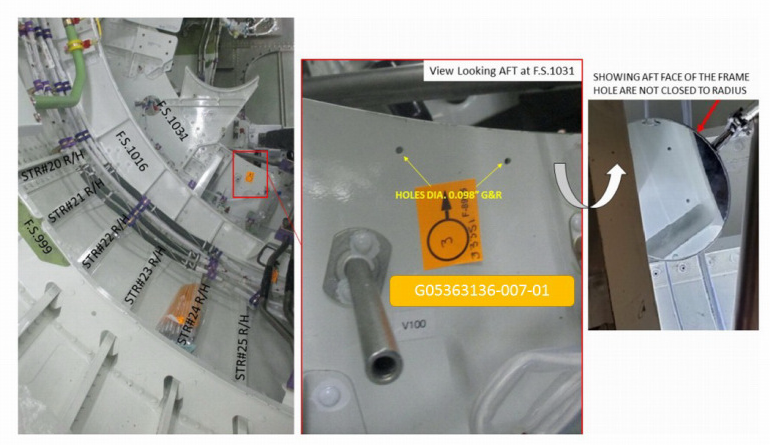 F.S.1031
F.S.1016
STR#20 R/H
STR#21 R/H
F.S.999
STR#22 R/H
STR#23 R/H
STR#24 R/H
STR#25 R/H
View Looking AFT at F.S.1031
HOLES DIA. 0.098" G&R
3
G05363136-007-01
V100
SHOWING AFT FACE OF THE FRAME
HOLE ARE NOT CLOSED TO RADIUS